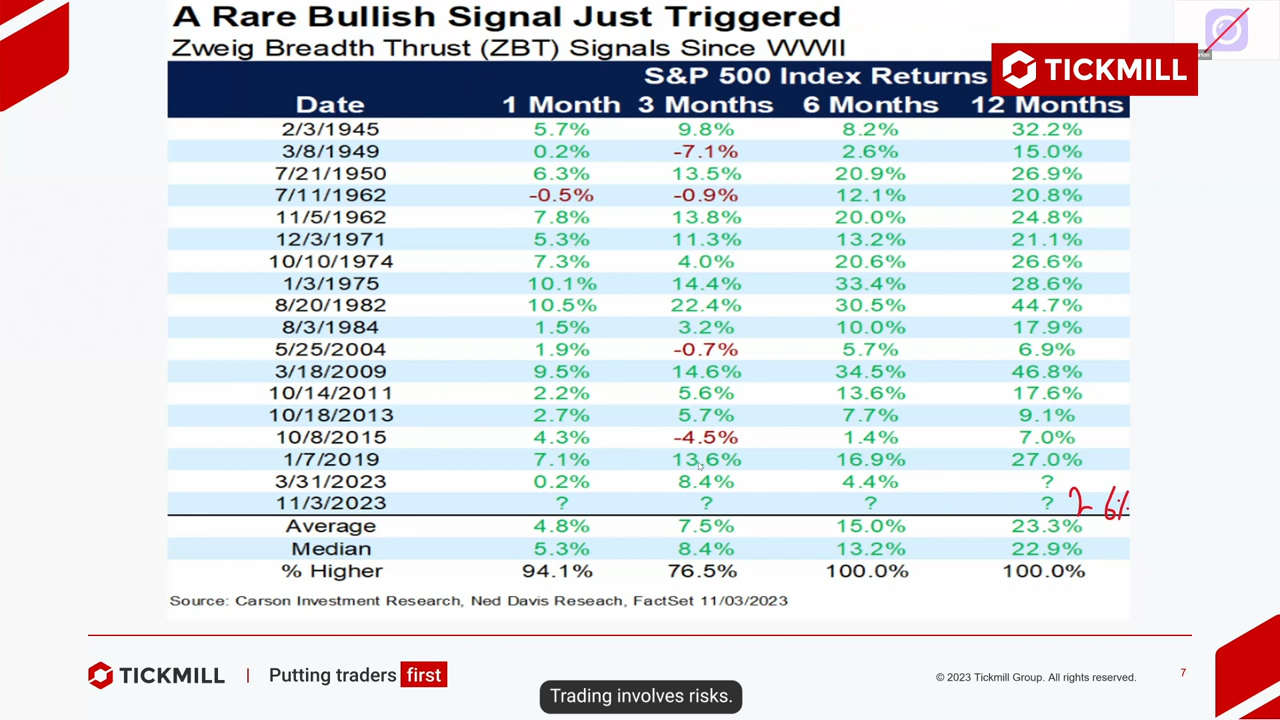 A Rare Bullish Signal Just Triggered
Zweig Breadth Thrust (ZBT) Signals Since WWII
TICKMILL
S&P 500 Index Returns
Date 1 Month 3 Months 6 Months 12 Months
2/3/1945 5.7% 9.8% 8.2% 32.2%
3/8/1949 0.2% -7.1% 2.6% 15.0%
7/21/1950 6.3% 13.5% 20.9% 26.9%
7/11/1962 -0.5% -0.9% 12.1% 20.8%
11/5/1962 7.8% 13.8% 20.0% 24.8%
12/3/1971 5.3% 11.3% 13.2% 21.1%
10/10/1974 7.3% 4.0% 20.6% 26.6%
1/3/1975 10.1% 14.4% 33.4% 28.6%
8/20/1982 10.5% 22.4% 30.5% 44.7%
8/3/1984 1.5% 3.2% 10.0% 17.9%
5/25/2004 1.9% -0.7% 5.7% 6.9%
3/18/2009 9.5% 14.6% 34.5% 46.8%
10/14/2011 2.2% 5.6% 13.6% 17.6%
10/18/2013 2.7% 5.7% 7.7% 9.1%
10/8/2015 4.3% -4.5% 1.4% 7.0%
1/7/2019 7.1% 13.6% 16.9% 27.0%
3/31/2023 0.2% 8.4% 4.4% ?
11/3/2023 ? ? ? ? 26%
Average 4.8% 7.5% 15.0% 23.3%
Median 5.3% 8.4% 13.2% 22.9%
% Higher 94.1% 76.5% 100.0% 100.0%
Source: Carson Investment Research, Ned Davis Reseach, FactSet 11/03/2023
TICKMILL | Putting traders first
© 2023 Tickmill Group. All rights reserved.
7
Trading involves risks.